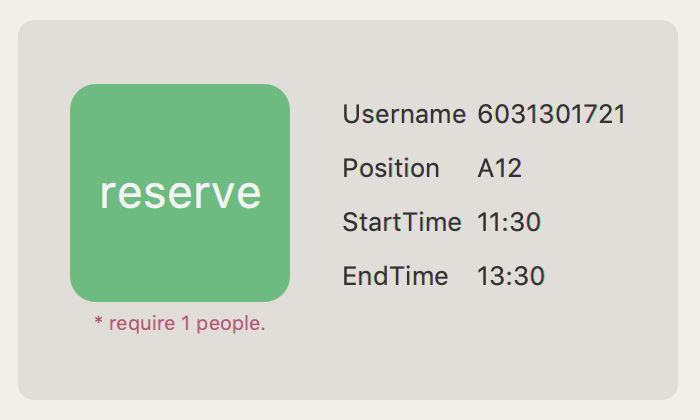 reserve
* require 1 people.
Username 6031301721
Position A12
StartTime 11:30
EndTime 13:30